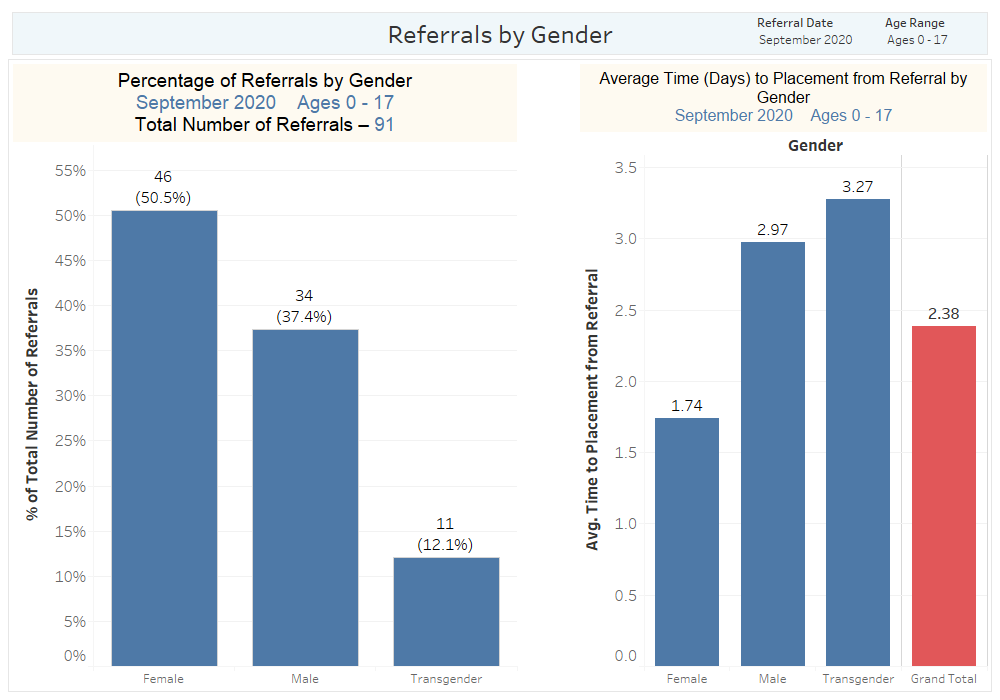 Referrals by Gender
Referral Date
September 2020
Age Range
Ages 0 - 17
Percentage of Referrals by Gender
September 2020 Ages 0 - 17
Total Number of Referrals – 91
% of Total Number of Referrals
55%
50%
45%
40%
35%
30%
25%
20%
15%
10%
5%
0%
46
(50.5%)
34
(37.4%)
11
(12.1%)
Female
Male
Transgender
Average Time (Days) to Placement from Referral by
Gender
September 2020 Ages 0 - 17
Gender
Avg. Time to Placement from Referral
3.5
3.0
2.5
2.0
1.5
1.0
0.5
0.0
1.74
2.97
3.27
2.38
Female
Male
Transgender
Grand Total